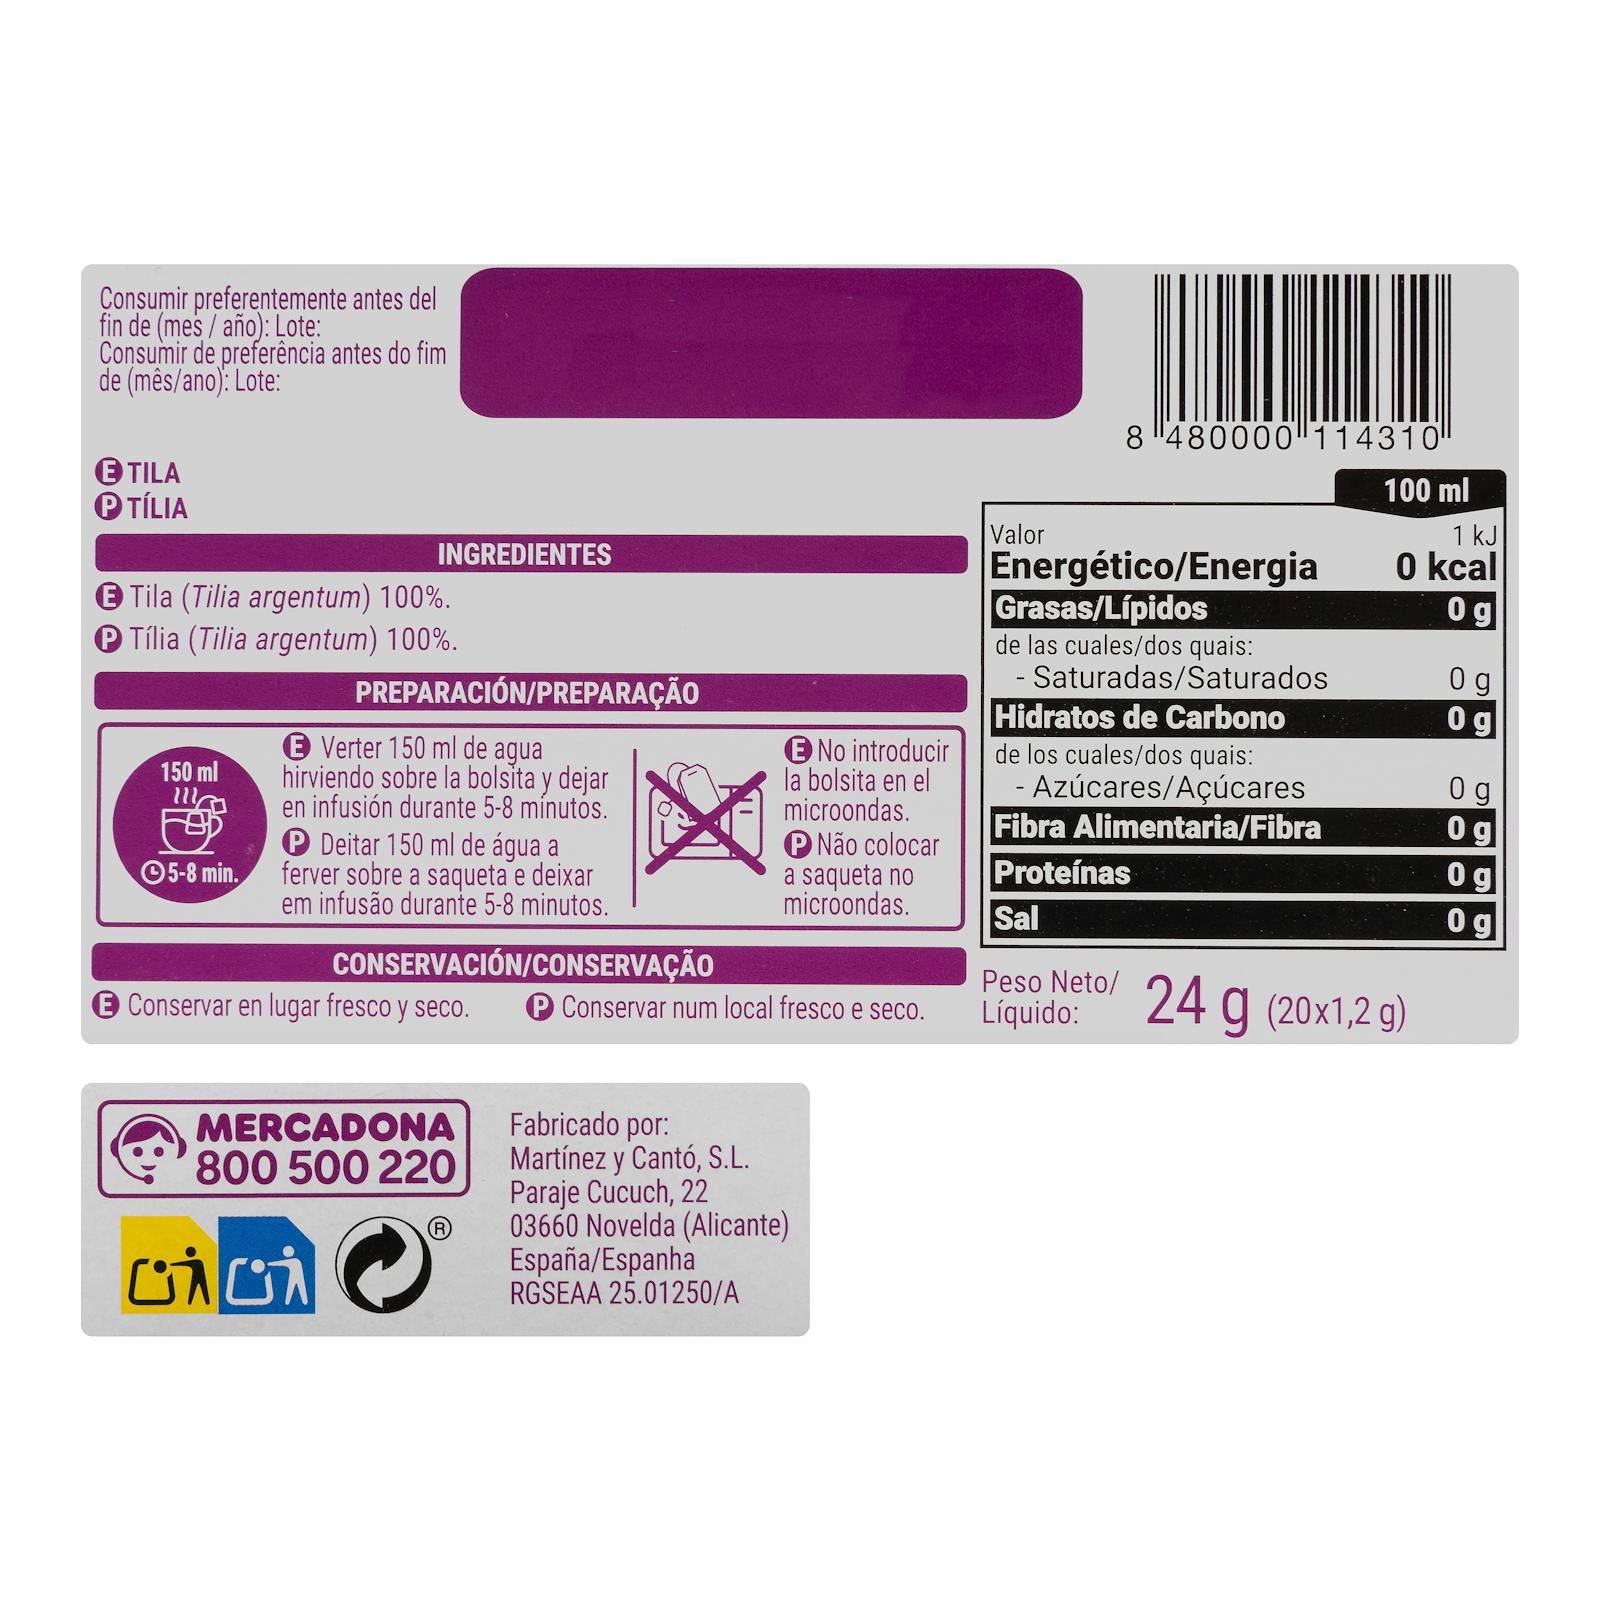 Consumir preferentemente antes del
fin de (mes / año): Lote:
Consumir de preferência antes do fim
de (mês/ano): Lote:
8 480000 114310
E TILA
P TÍLIA
INGREDIENTES
E Tila (Tilia argentum) 100%.
P Tília (Tilia argentum) 100%.
PREPARACIÓN/PREPARAÇÃO
150 ml
5-8 min.
E Verter 150 ml de agua
hirviendo sobre la bolsita y dejar
en infusión durante 5-8 minutos.
P Deitar 150 ml de água a
ferver sobre a saqueta e deixar
em infusão durante 5-8 minutos.
E No introducir
la bolsita en el
microondas.
P Não colocar
a saqueta no
microondas.
CONSERVACIÓN/CONSERVAÇÃO
E Conservar en lugar fresco y seco.
P Conservar num local fresco e seco.
100 ml
Valor 1 kJ
Energético/Energia 0 kcal
Grasas/Lípidos 0 g
de las cuales/dos quais:
- Saturadas/Saturados 0 g
Hidratos de Carbono 0 g
de los cuales/dos quais:
- Azúcares/Açúcares 0 g
Fibra Alimentaria/Fibra 0 g
Proteínas 0 g
Sal 0 g
Peso Neto/
Líquido: 24 g (20x1,2 g)
MERCADONA
800 500 220
®
Fabricado por:
Martínez y Cantó, S.L.
Paraje Cucuch, 22
03660 Novelda (Alicante)
España/Espanha
RGSEAA 25.01250/A